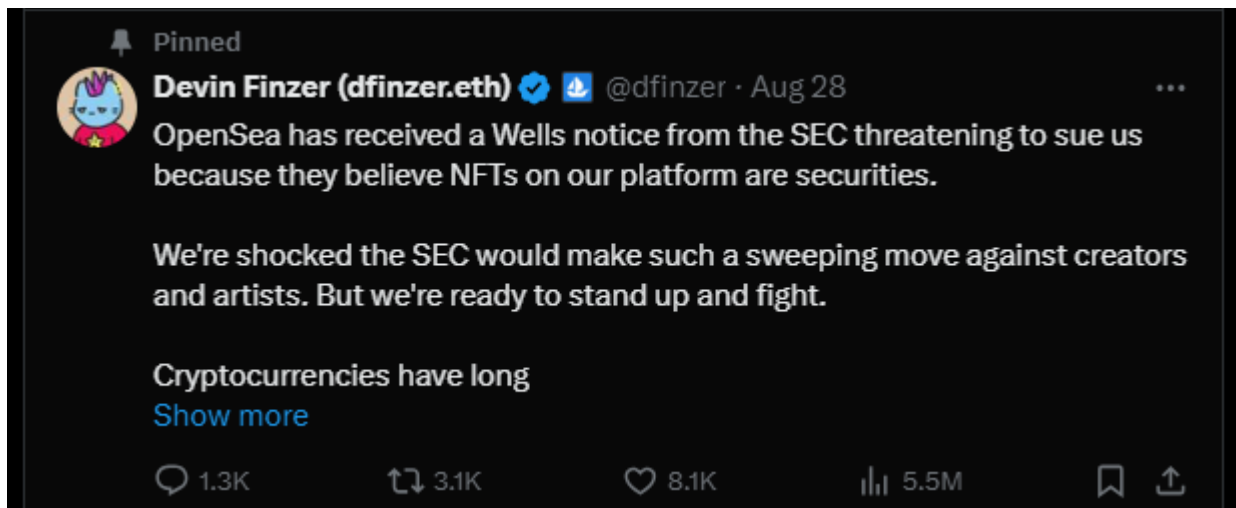 Pinned
Devin Finzer (dfinzer.eth) @dfinzer · Aug 28
OpenSea has received a Wells notice from the SEC threatening to sue us
because they believe NFTs on our platform are securities.
We're shocked the SEC would make such a sweeping move against creators
and artists. But we're ready to stand up and fight.
Cryptocurrencies have long
Show more
1.3K 3.1K 8.1K 5.5M